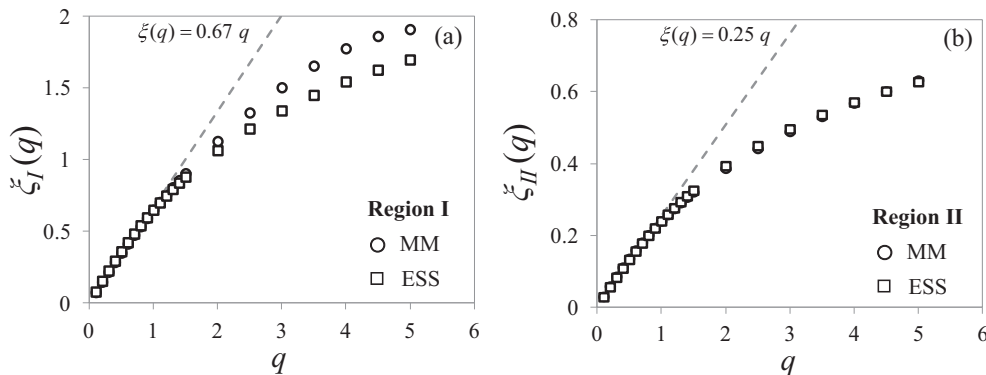 2
1.5
1
0.5
0
ξ_I(q)
ξ(q) = 0.67 q
(a)
Region I
MM
ESS
0 1 2 3 4 5 6
q
0.8
0.6
0.4
0.2
0
ξ_II(q)
ξ(q) = 0.25 q
(b)
Region II
MM
ESS
0 1 2 3 4 5 6
q